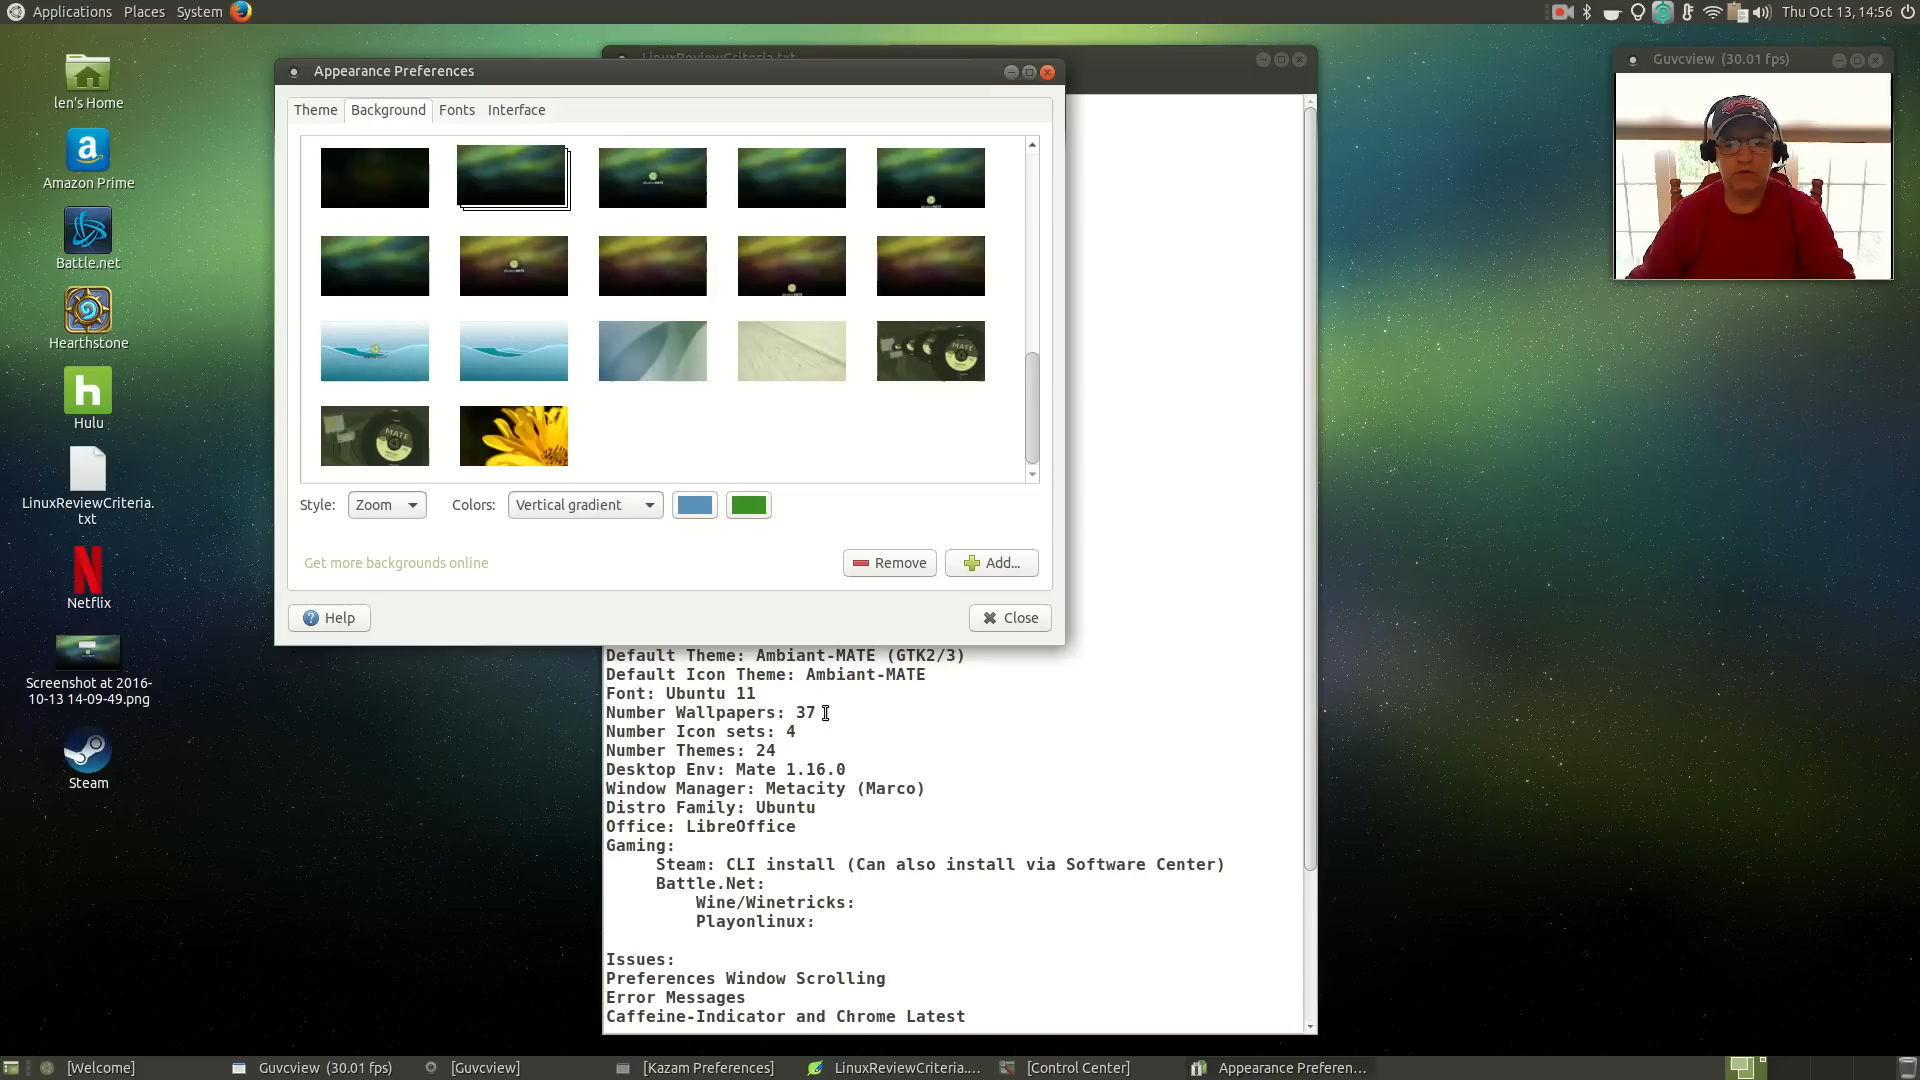 Applications Places System
Thu Oct 13, 14:56
len's Home
Amazon Prime
Battle.net
Hearthstone
h
Hulu
LinuxReviewCriteria.
txt
Netflix
Screenshot at 2016-
10-13 14-09-49.png
Steam
LinuxReviewCriteria.txt
Appearance Preferences
Theme Background Fonts Interface
MATE
MATE
Style: Zoom Colors: Vertical gradient
Get more backgrounds online
Remove Add...
Help Close
Guvcview (30.01 fps)
Default Theme: Ambiant-MATE (GTK2/3)
Default Icon Theme: Ambiant-MATE
Font: Ubuntu 11
Number Wallpapers: 37
Number Icon sets: 4
Number Themes: 24
Desktop Env: Mate 1.16.0
Window Manager: Metacity (Marco)
Distro Family: Ubuntu
Office: LibreOffice
Gaming:
Steam: CLI install (Can also install via Software Center)
Battle.Net:
Wine/Winetricks:
Playonlinux:
Issues:
Preferences Window Scrolling
Error Messages
Caffeine-Indicator and Chrome Latest
[Welcome] Guvcview (30.01 fps) [Guvcview] [Kazam Preferences] LinuxReviewCriteria.... [Control Center] Appearance Preferen...